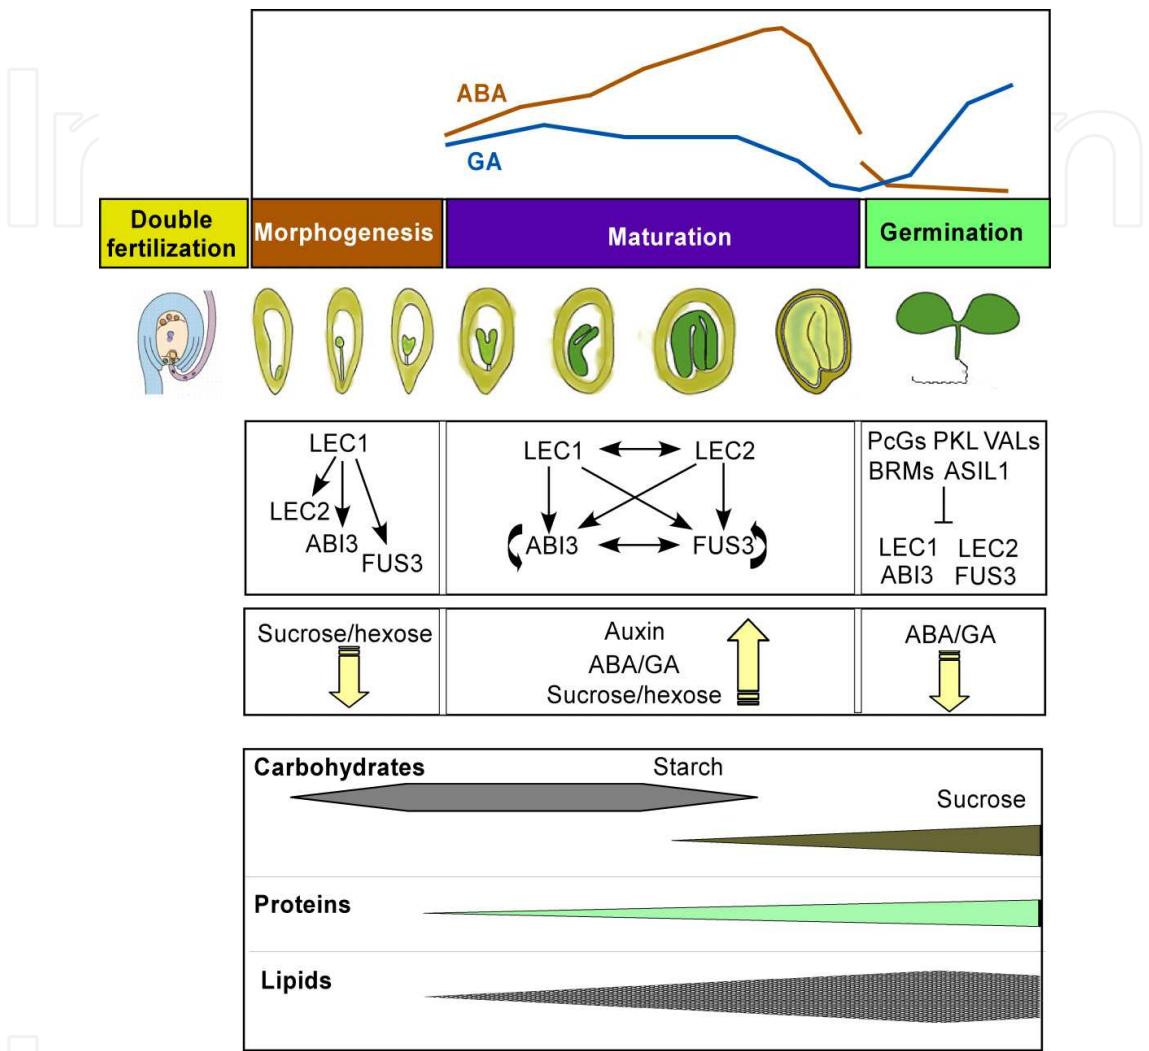 ABA
GA
Double
fertilization
Morphogenesis
Maturation
Germination
LEC1
LEC2
ABI3
FUS3
LEC1
LEC2
ABI3
FUS3
PcGs PKL VALs
BRMs ASIL1
LEC1 LEC2
ABI3 FUS3
Sucrose/hexose
Auxin
ABA/GA
Sucrose/hexose
ABA/GA
Carbohydrates
Starch
Sucrose
Proteins
Lipids